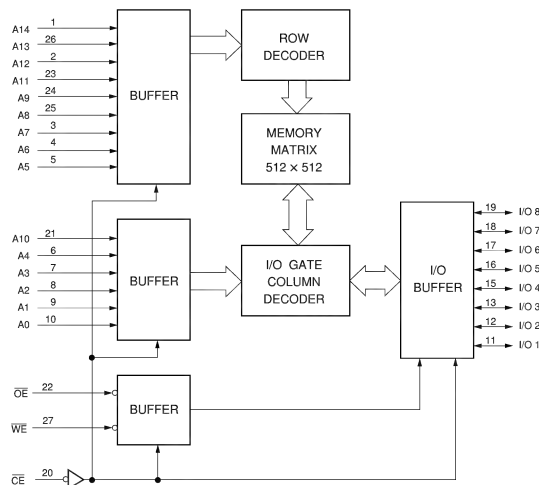 A14 1
A13 26
A12 2
A11 23
A9 24
A8 25
A7 3
A6 4
A5 5
BUFFER
ROW
DECODER
MEMORY
MATRIX
512 × 512
A10 21
A4 6
A3 7
A2 8
A1 9
A0 10
BUFFER
I/O GATE
COLUMN
DECODER
I/O
BUFFER
19 I/O 8
18 I/O 7
17 I/O 6
16 I/O 5
15 I/O 4
13 I/O 3
12 I/O 2
11 I/O 1
O̅E̅ 22
W̅E̅ 27
BUFFER
C̅E̅ 20